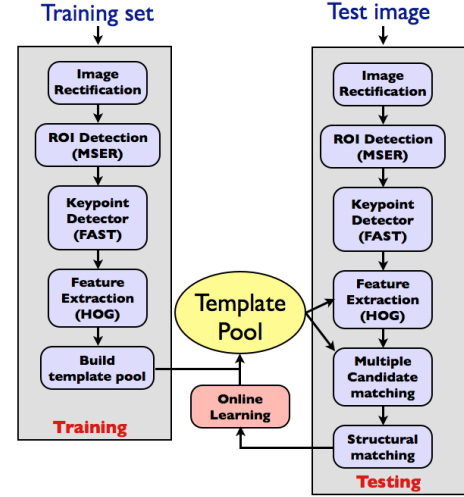 Training set
Image
Rectification
ROI Detection
(MSER)
Keypoint
Detector
(FAST)
Feature
Extraction
(HOG)
Build
template pool
Training
Template
Pool
Online
Learning
Test image
Image
Rectification
ROI Detection
(MSER)
Keypoint
Detector
(FAST)
Feature
Extraction
(HOG)
Multiple
Candidate
matching
Structural
matching
Testing